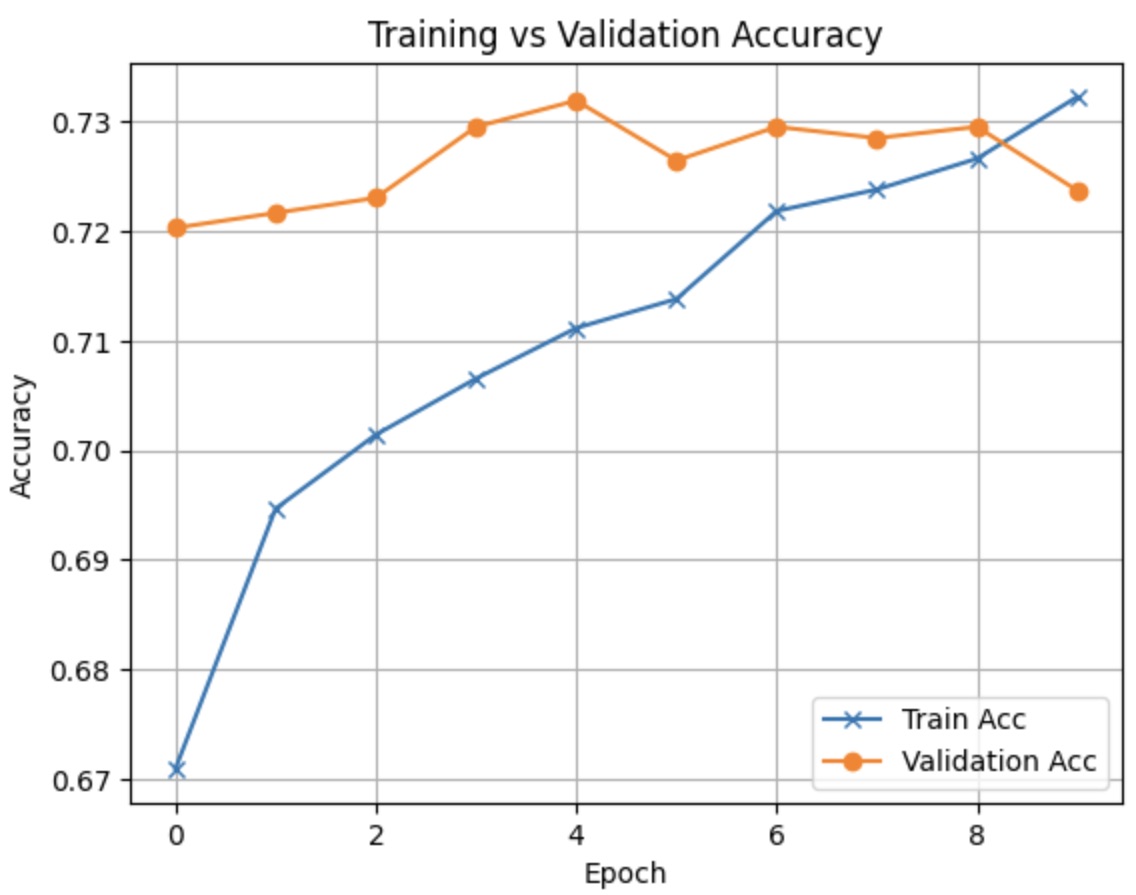 Training vs Validation Accuracy
Accuracy
0.73
0.72
0.71
0.70
0.69
0.68
0.67
0 2 4 6 8
Epoch
Train Acc
Validation Acc